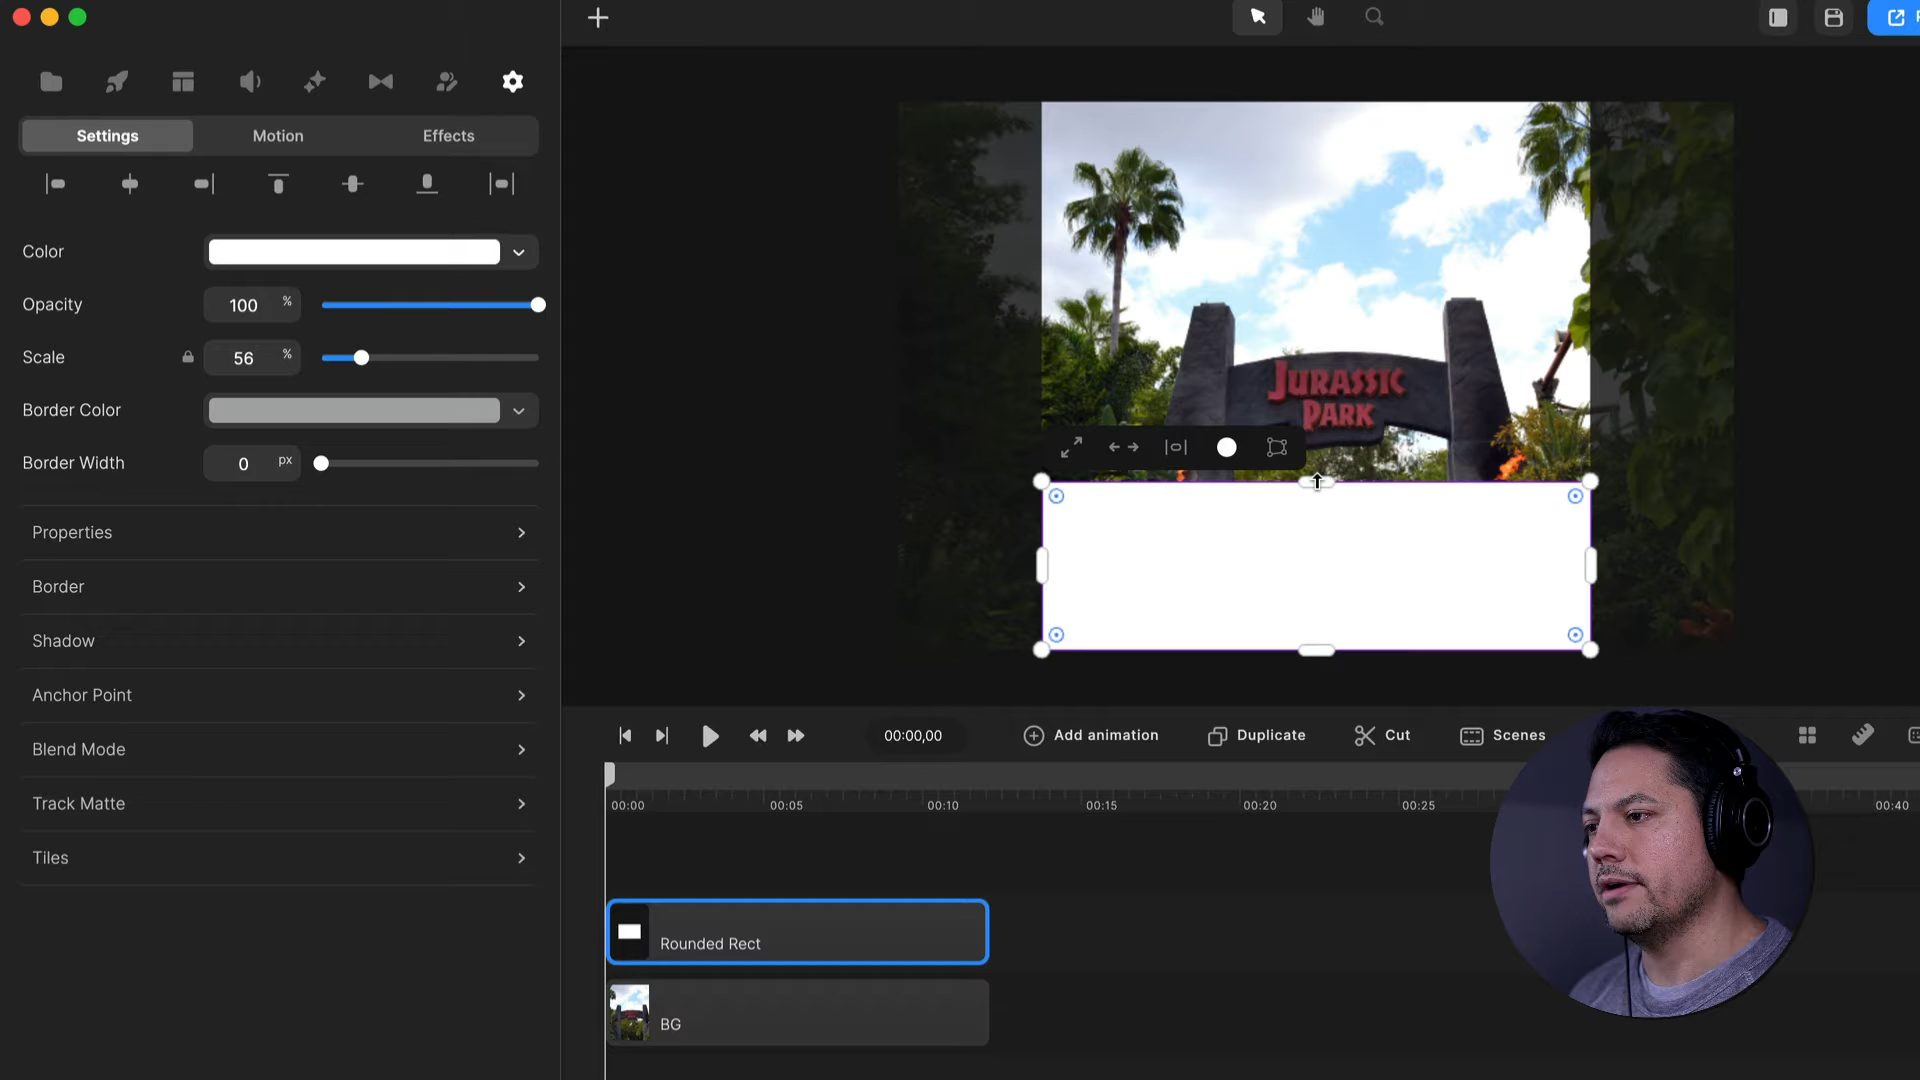 Settings
Motion
Effects
Color
Opacity
100 %
Scale
56 %
Border Color
Border Width
0 px
Properties
Border
Shadow
Anchor Point
Blend Mode
Track Matte
Tiles
JURASSIC
PARK
00:00,00
Add animation
Duplicate
Cut
Scenes
00:00
00:05
00:10
00:15
00:20
00:25
00:40
Rounded Rect
BG